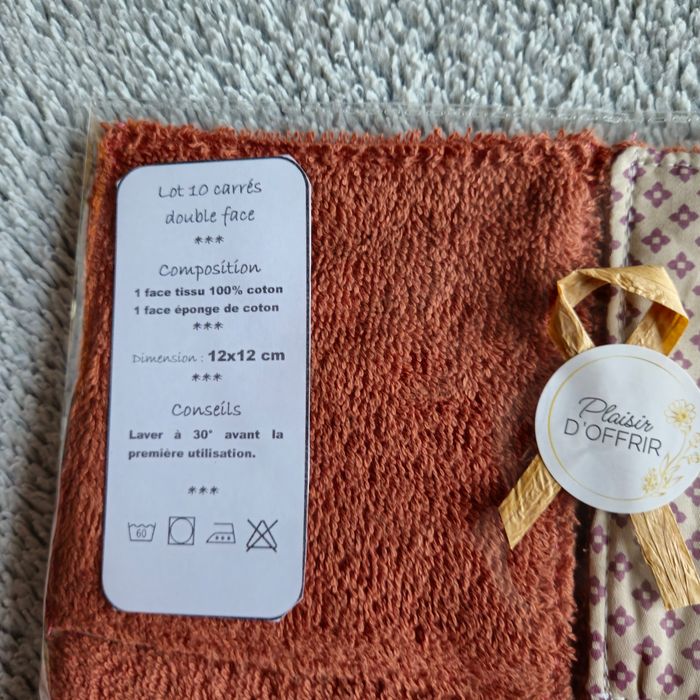 Lot 10 carrés
double face
***
Composition
1 face tissu 100% coton
1 face éponge de coton
***
Dimension : 12x12 cm
***
Conseils
Laver à 30° avant la
première utilisation.
***
60
Plaisir
D'OFFRIR